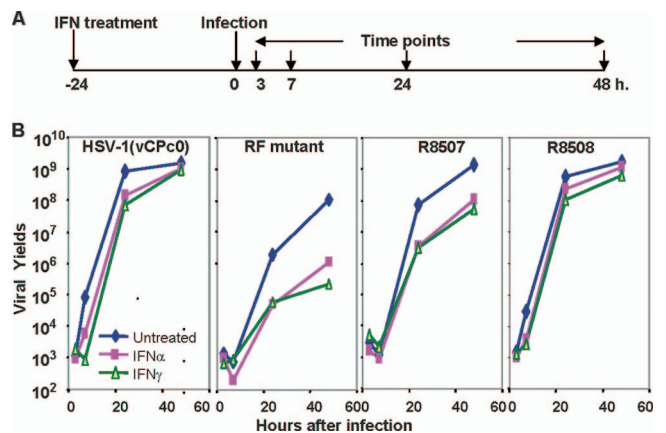 A
IFN treatment
Infection
Time points
-24
0
3
7
24
48 h.
B
HSV-1(vCPc0)
RF mutant
R8507
R8508
Viral Yields
10^10
10^9
10^8
10^7
10^6
10^5
10^4
10^3
10^2
Untreated
IFNα
IFNγ
0 20 40 60
0 20 40 60
0 20 40 60
0 20 40 60
Hours after infection